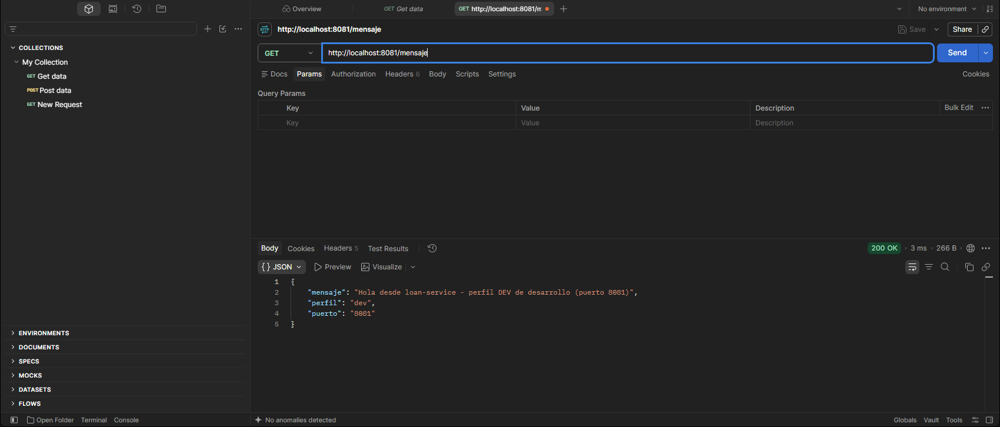 Overview
GET Get data
GET http://localhost:8081/m
No environment
HTTP
http://localhost:8081/mensaje
Save
Share
COLLECTIONS
My Collection
GET Get data
POST Post data
GET New Request
GET
http://localhost:8081/mensaje
Send
Docs Params Authorization Headers 6 Body Scripts Settings
Cookies
Query Params
Key Value Description Bulk Edit
Key Value Description
Body Cookies Headers 5 Test Results
200 OK • 3 ms • 266 B
{} JSON Preview Visualize
1 {
2 "mensaje": "Hola desde loan-service - perfil DEV de desarrollo (puerto 8081)",
3 "perfil": "dev",
4 "puerto": "8081"
5 }
ENVIRONMENTS
DOCUMENTS
SPECS
MOCKS
DATASETS
FLOWS
Open Folder Terminal Console
No anomalies detected
Globals Vault Tools